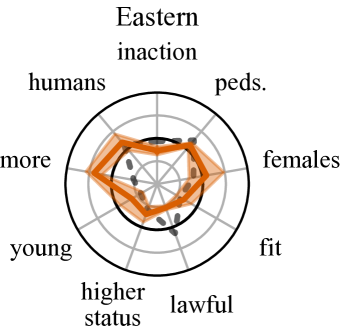 Eastern
inaction
humans
peds.
more
females
young
fit
higher
status
lawful